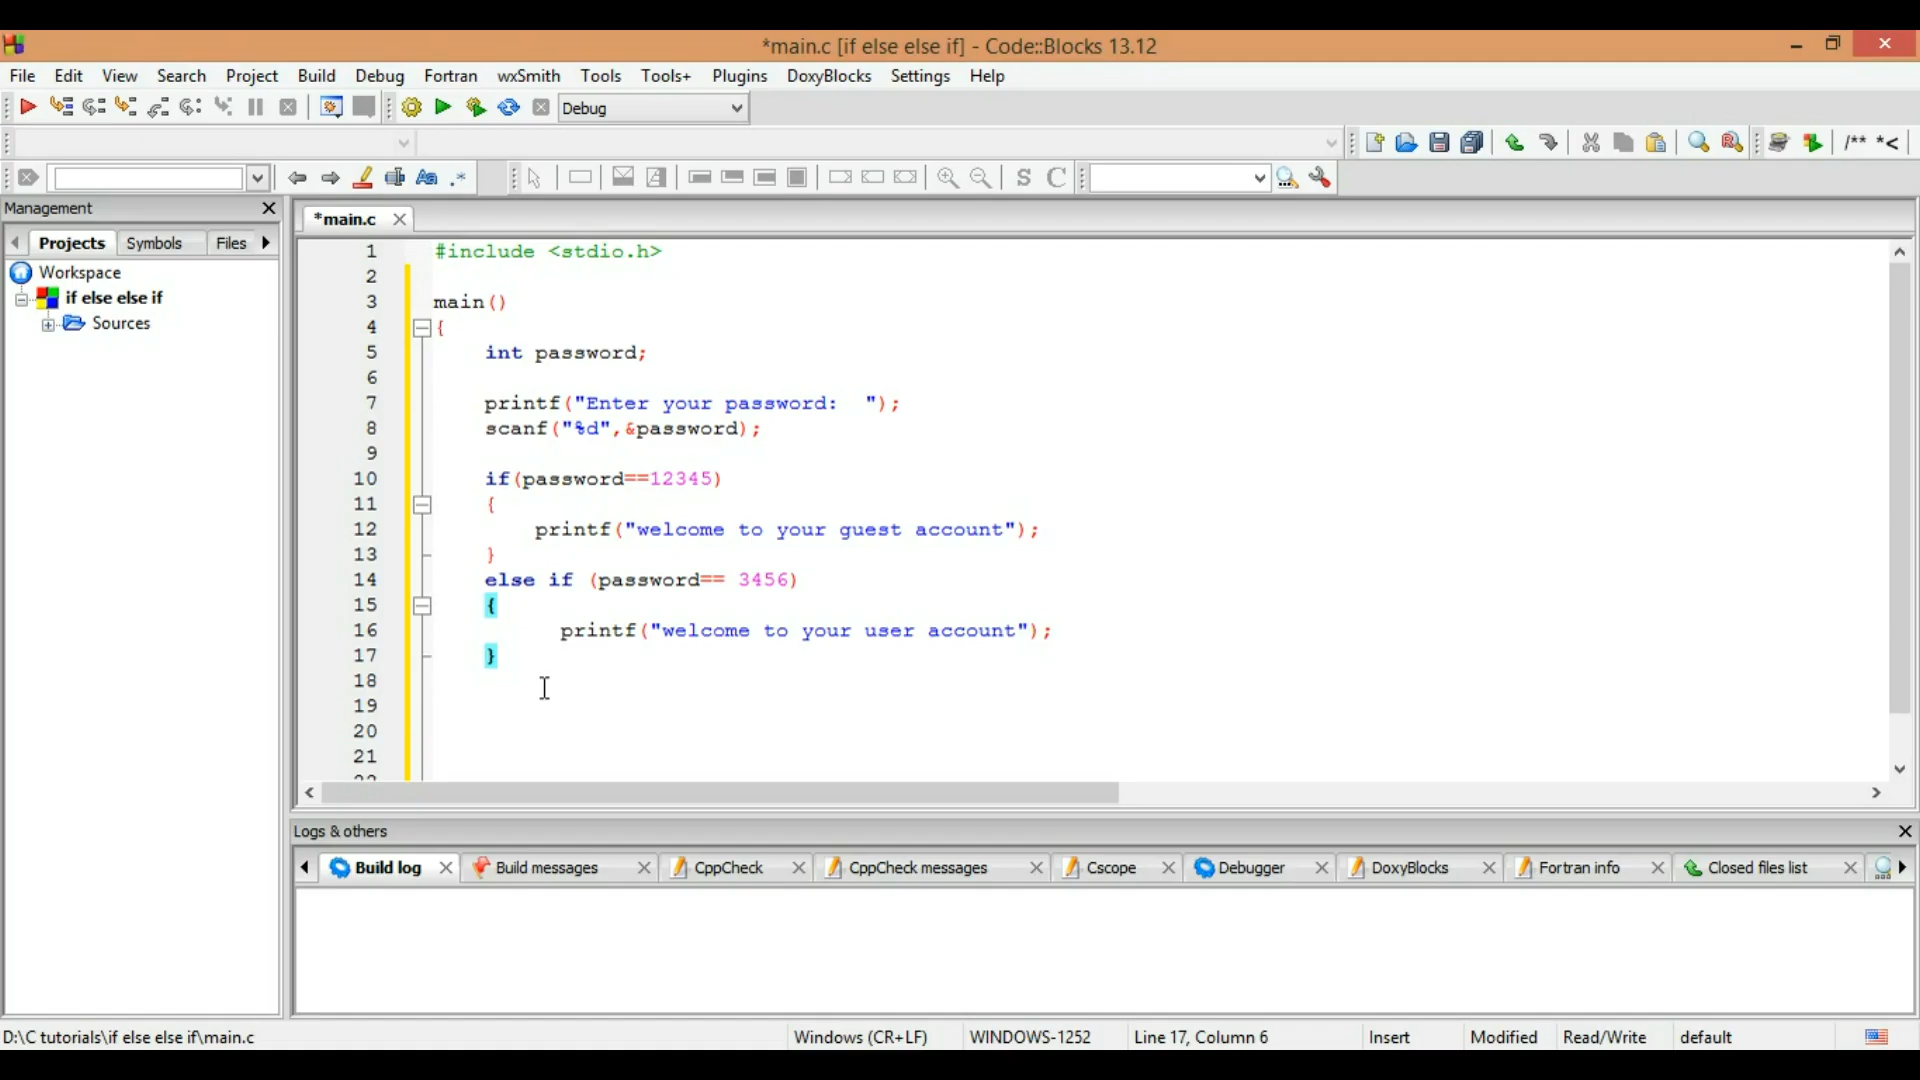 *main.c [if else else if] - Code::Blocks 13.12
File Edit View Search Project Build Debug Fortran wxSmith Tools Tools+ Plugins DoxyBlocks Settings Help
Debug
/** *<
S C
Management
*main.c
Projects Symbols Files
Workspace
if else else if
Sources
1 #include <stdio.h>
2
3 main()
4 {
5 int password;
6
7 printf("Enter your password:  ");
8 scanf("%d",&password);
9
10 if(password==12345)
11 {
12 printf("welcome to your guest account");
13 }
14 else if (password== 3456)
15 {
16 printf("welcome to your user account");
17 }
18
19
20
21
Logs & others
Build log Build messages CppCheck CppCheck messages Cscope Debugger DoxyBlocks Fortran info Closed files list
D:\C tutorials\if else else if\main.c Windows (CR+LF) WINDOWS-1252 Line 17, Column 6 Insert Modified Read/Write default